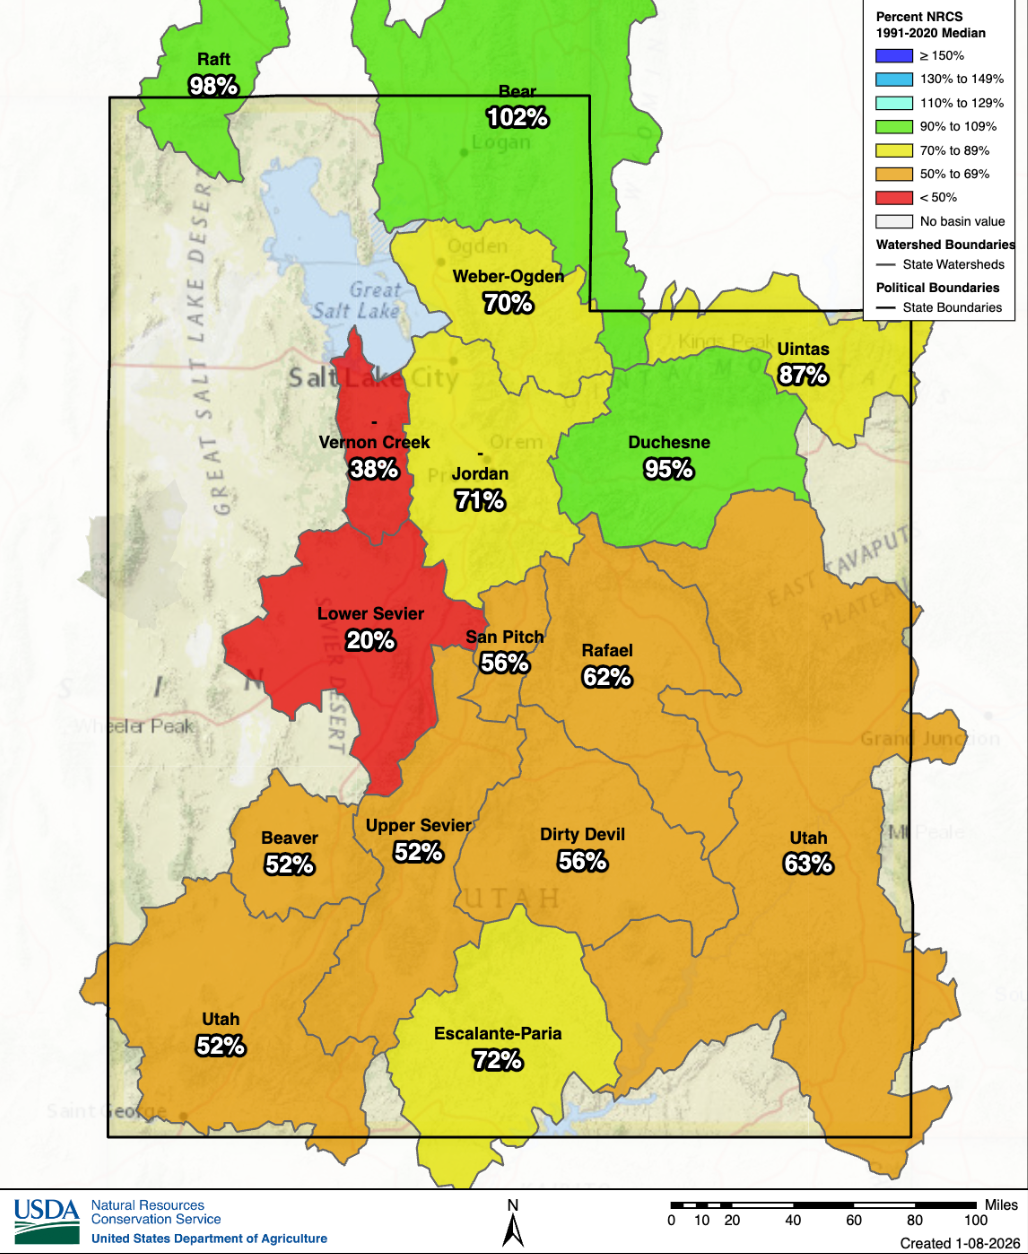 Percent NRCS
1991-2020 Median
≥ 150%
130% to 149%
110% to 129%
90% to 109%
70% to 89%
50% to 69%
< 50%
No basin value
Watershed Boundaries
State Watersheds
Political Boundaries
State Boundaries
Raft
98%
Bear
102%
Logan
Ogden
Weber-Ogden
70%
Great
Salt Lake
GREAT SALT LAKE DESERT
Kings Peak
Uintas
87%
Salt Lake City
-
Vernon Creek
38%
Orem
-
Jordan
71%
Duchesne
95%
EAST TAVAPUT
PLATEAU
Lower Sevier
20%
SEVIER DESERT
San Pitch
56%
Rafael
62%
Wheeler Peak
Grand Junction
Beaver
52%
Upper Sevier
52%
Dirty Devil
56%
Utah
63%
Mt Peale
UTAH
Utah
52%
Escalante-Paria
72%
Saint George
USDA
Natural Resources
Conservation Service
United States Department of Agriculture
N
Miles
0 10 20 40 60 80 100
Created 1-08-2026